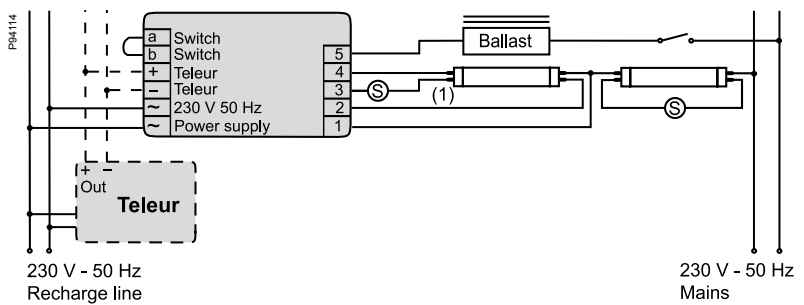 P94114
a Switch
b Switch
+ Teleur
− Teleur
~ 230 V 50 Hz
~ Power supply
5
4
3
2
1
S
(1)
Ballast
S
+ −
Out
Teleur
230 V - 50 Hz
Recharge line
230 V - 50 Hz
Mains